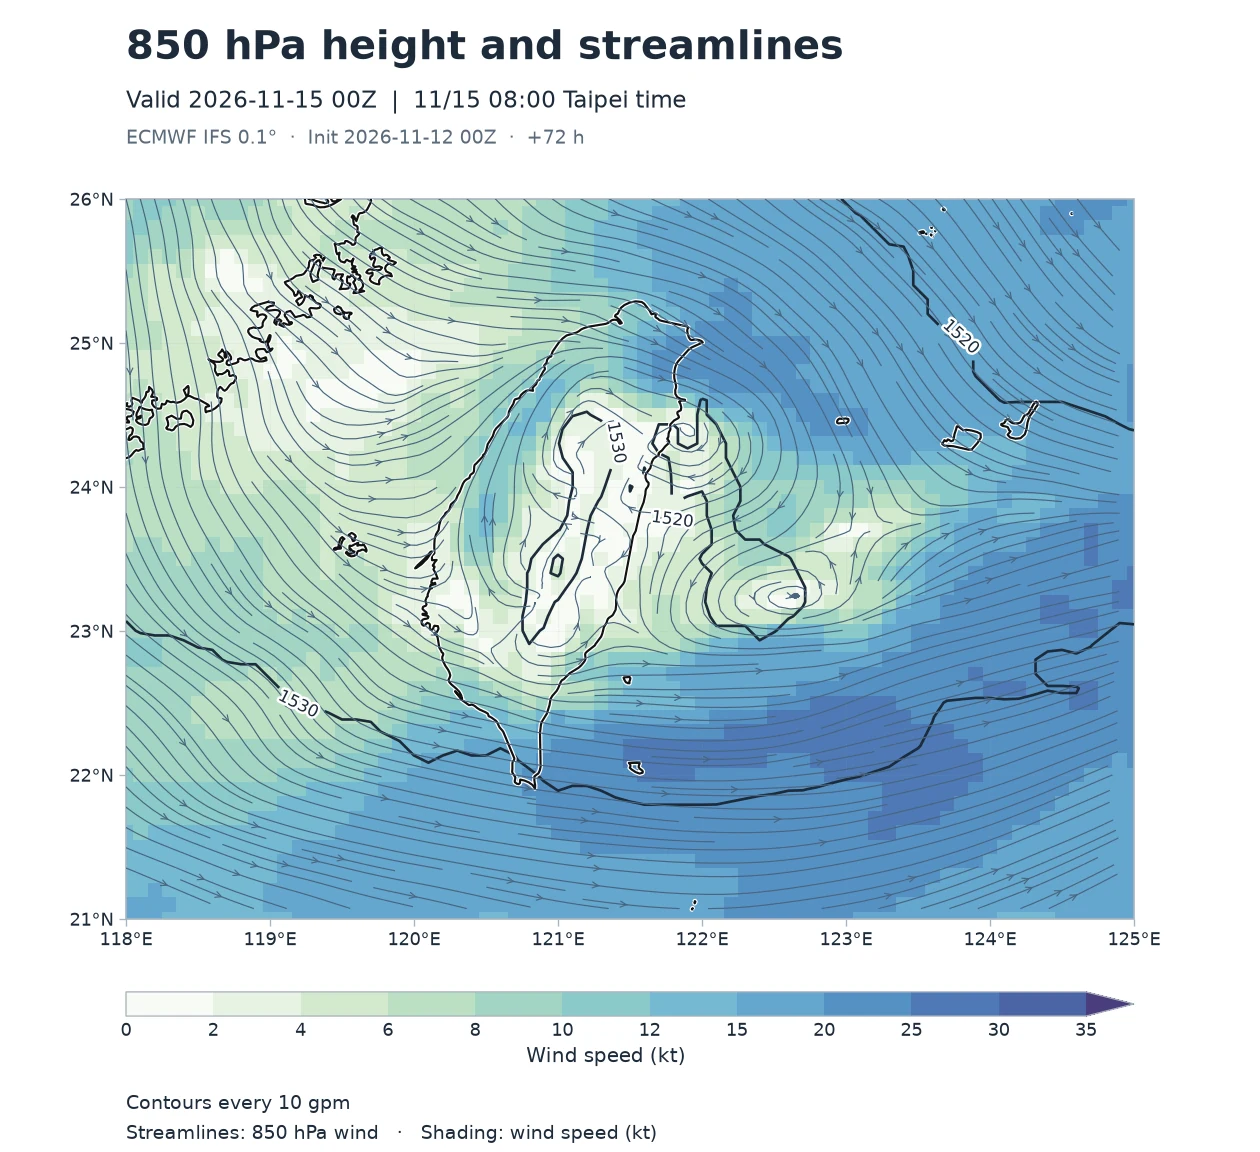 850 hPa height and streamlines
Valid 2026-11-15 00Z | 11/15 08:00 Taipei time
ECMWF IFS 0.1° · Init 2026-11-12 00Z · +72 h
26°N
25°N
24°N
23°N
22°N
21°N
1520
1530
1520
1530
118°E 119°E 120°E 121°E 122°E 123°E 124°E 125°E
0 2 4 6 8 10 12 15 20 25 30 35
Wind speed (kt)
Contours every 10 gpm
Streamlines: 850 hPa wind · Shading: wind speed (kt)